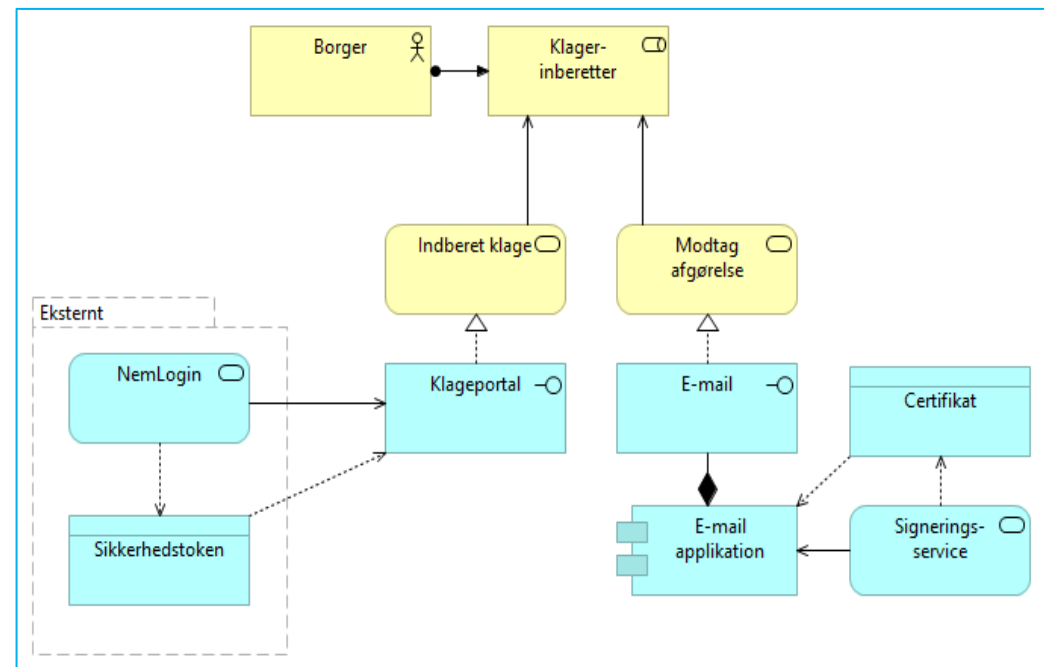 Borger
Klager-
inberetter
Indberet klage
Modtag
afgørelse
Eksternt
NemLogin
Klageportal
E-mail
Certifikat
Sikkerhedstoken
E-mail
applikation
Signerings-
service